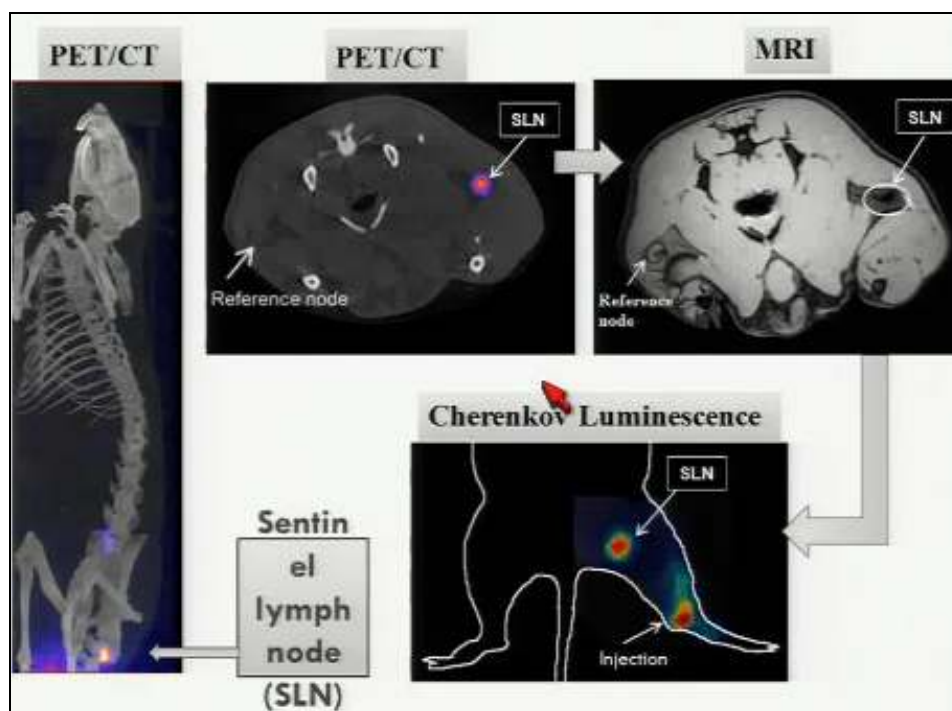 PET/CT
PET/CT
MRI
SLN
SLN
Reference node
Reference
node
Cherenkov Luminescence
SLN
Injection
Sentin
el
lymph
node
(SLN)